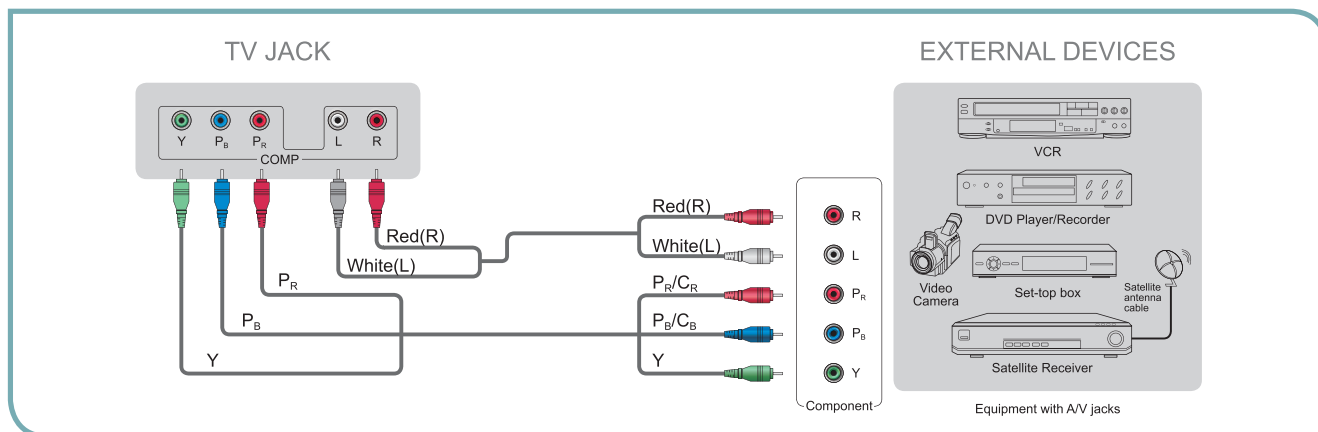 TV JACK
EXTERNAL DEVICES
Y PB PR L R
COMP
Red(R)
White(L)
PR
PB
Y
Red(R)
White(L)
PR/CR
PB/CB
Y
R
L
PR
PB
Y
Component
VCR
DVD Player/Recorder
Video
Camera
Set-top box
Satellite
antenna
cable
Satellite Receiver
Equipment with A/V jacks